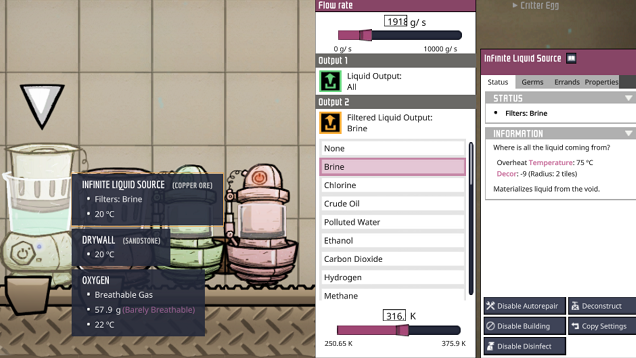 INFINITE LIQUID SOURCE (COPPER ORE)
Filters: Brine
20 ºC
DRYWALL (SANDSTONE)
20 ºC
OXYGEN
Breathable Gas
57.9 g (Barely Breathable)
22 ºC
Flow rate
1918 g/ s
0 g/ s 10000 g/ s
Output 1
Liquid Output:
All
Output 2
Filtered Liquid Output:
Brine
None
Brine
Chlorine
Crude Oil
Polluted Water
Ethanol
Carbon Dioxide
Hydrogen
Methane
316. K
250.65 K 375.9 K
Critter Egg
Infinite Liquid Source
Status Germs Errands Properties
STATUS
Filters: Brine
INFORMATION
Where is all the liquid coming from?
Overheat Temperature: 75 ºC
Decor: -9 (Radius: 2 tiles)
Materializes liquid from the void.
Disable Autorepair Deconstruct
Disable Building Copy Settings
Disable Disinfect